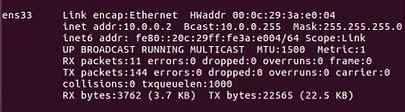 ens33 Link encap:Ethernet HWaddr 00:0c:29:3a:e0:04
inet addr:10.0.0.2 Bcast:10.0.0.255 Mask:255.255.255.0
inet6 addr: fe80::20c:29ff:fe3a:e004/64 Scope:Link
UP BROADCAST RUNNING MULTICAST MTU:1500 Metric:1
RX packets:11 errors:0 dropped:0 overruns:0 frame:0
TX packets:144 errors:0 dropped:0 overruns:0 carrier:0
collisions:0 txqueuelen:1000
RX bytes:3762 (3.7 KB) TX bytes:22565 (22.5 KB)